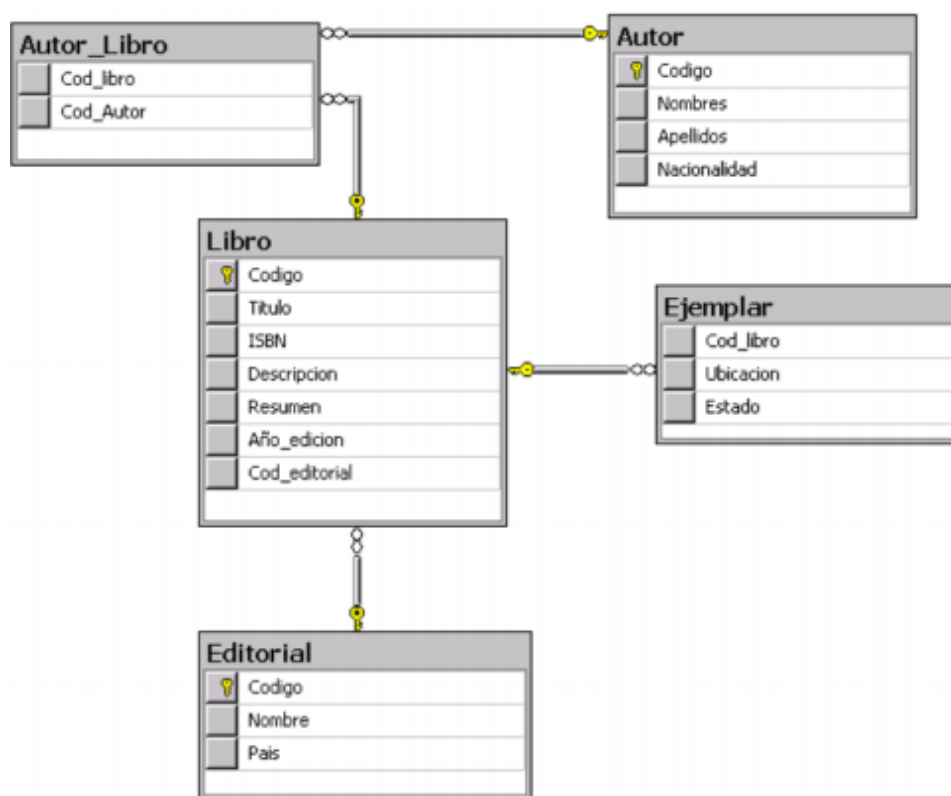 Autor_Libro
Cod_libro
Cod_Autor
Autor
Codigo
Nombres
Apellidos
Nacionalidad
Libro
Codigo
Titulo
ISBN
Descripcion
Resumen
Año_edicion
Cod_editorial
Ejemplar
Cod_libro
Ubicacion
Estado
Editorial
Codigo
Nombre
Pais